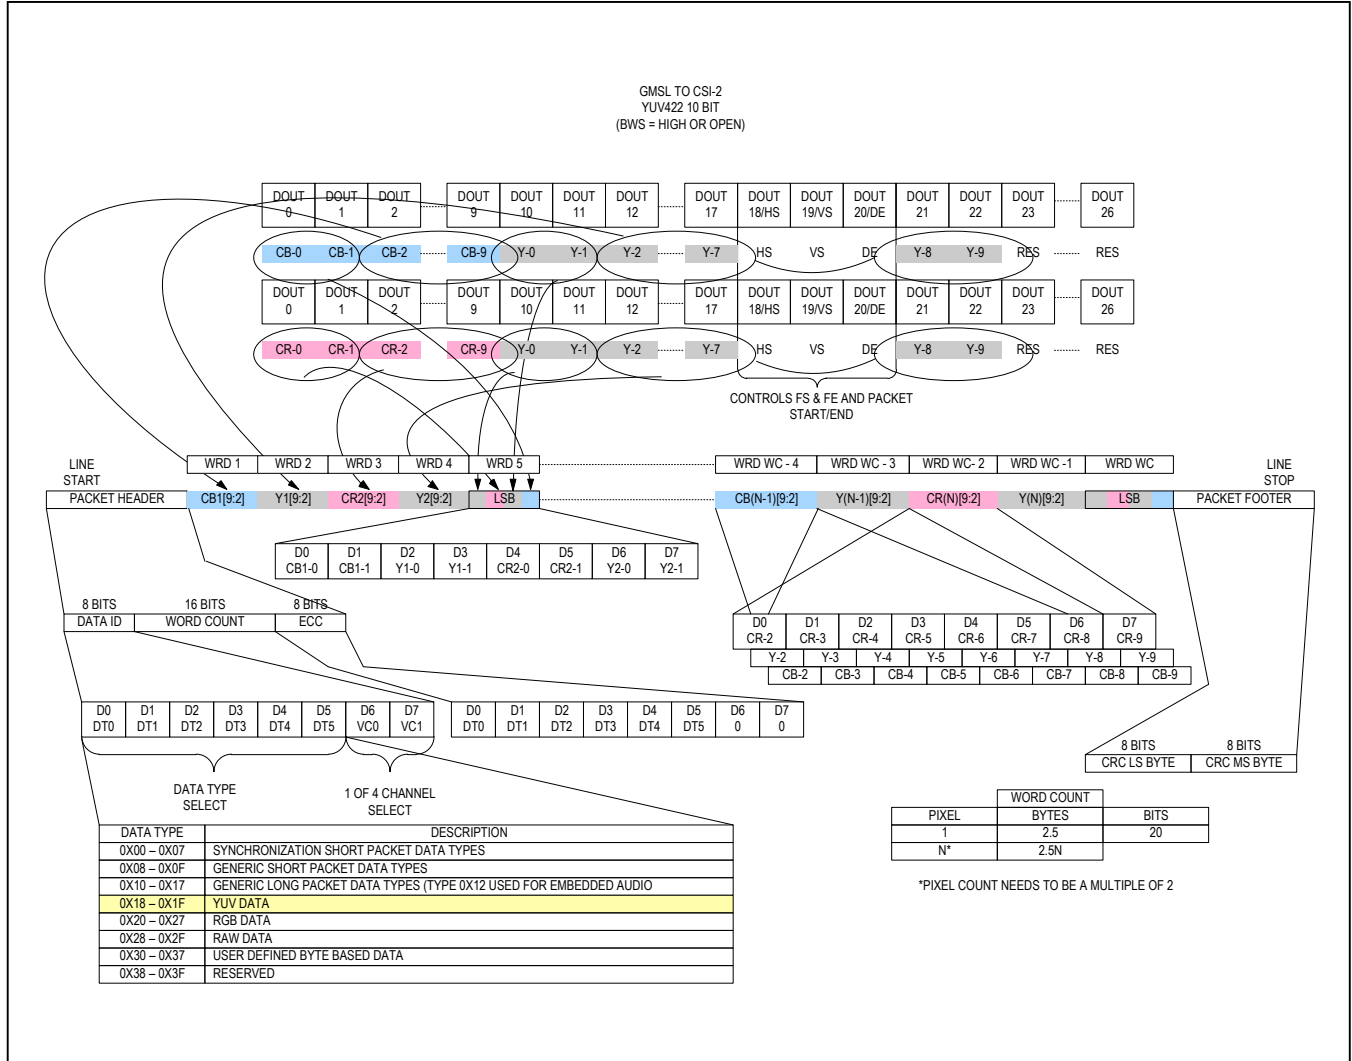 GMSL TO CSI-2
YUV422 10 BIT
(BWS = HIGH OR OPEN)
DOUT 0 DOUT 1 DOUT 2 DOUT 9 DOUT 10 DOUT 11 DOUT 12 DOUT 17 DOUT 18/HS DOUT 19/VS DOUT 20/DE DOUT 21 DOUT 22 DOUT 23 DOUT 26
CB-0 CB-1 CB-2 CB-9 Y-0 Y-1 Y-2 Y-7 HS VS DE Y-8 Y-9 RES RES
DOUT 0 DOUT 1 DOUT 2 DOUT 9 DOUT 10 DOUT 11 DOUT 12 DOUT 17 DOUT 18/HS DOUT 19/VS DOUT 20/DE DOUT 21 DOUT 22 DOUT 23 DOUT 26
CR-0 CR-1 CR-2 CR-9 Y-0 Y-1 Y-2 Y-7 HS VS DE Y-8 Y-9 RES RES
CONTROLS FS & FE AND PACKET
START/END
LINE
START
WRD 1 WRD 2 WRD 3 WRD 4 WRD 5 WRD WC - 4 WRD WC - 3 WRD WC- 2 WRD WC -1 WRD WC
LINE
STOP
PACKET HEADER CB1[9:2] Y1[9:2] CR2[9:2] Y2[9:2] LSB CB(N-1)[9:2] Y(N-1)[9:2] CR(N)[9:2] Y(N)[9:2] LSB PACKET FOOTER
D0 D1 D2 D3 D4 D5 D6 D7
CB1-0 CB1-1 Y1-0 Y1-1 CR2-0 CR2-1 Y2-0 Y2-1
8 BITS 16 BITS 8 BITS
DATA ID WORD COUNT ECC
D0 D1 D2 D3 D4 D5 D6 D7
CR-2 CR-3 CR-4 CR-5 CR-6 CR-7 CR-8 CR-9
Y-2 Y-3 Y-4 Y-5 Y-6 Y-7 Y-8 Y-9
CB-2 CB-3 CB-4 CB-5 CB-6 CB-7 CB-8 CB-9
D0 D1 D2 D3 D4 D5 D6 D7
DT0 DT1 DT2 DT3 DT4 DT5 VC0 VC1
D0 D1 D2 D3 D4 D5 D6 D7
DT0 DT1 DT2 DT3 DT4 DT5 0 0
8 BITS 8 BITS
CRC LS BYTE CRC MS BYTE
DATA TYPE
SELECT
1 OF 4 CHANNEL
SELECT
WORD COUNT
PIXEL BYTES BITS
1 2.5 20
N* 2.5N
*PIXEL COUNT NEEDS TO BE A MULTIPLE OF 2
DATA TYPE DESCRIPTION
0X00 – 0X07 SYNCHRONIZATION SHORT PACKET DATA TYPES
0X08 – 0X0F GENERIC SHORT PACKET DATA TYPES
0X10 – 0X17 GENERIC LONG PACKET DATA TYPES (TYPE 0X12 USED FOR EMBEDDED AUDIO
0X18 – 0X1F YUV DATA
0X20 – 0X27 RGB DATA
0X28 – 0X2F RAW DATA
0X30 – 0X37 USER DEFINED BYTE BASED DATA
0X38 – 0X3F RESERVED